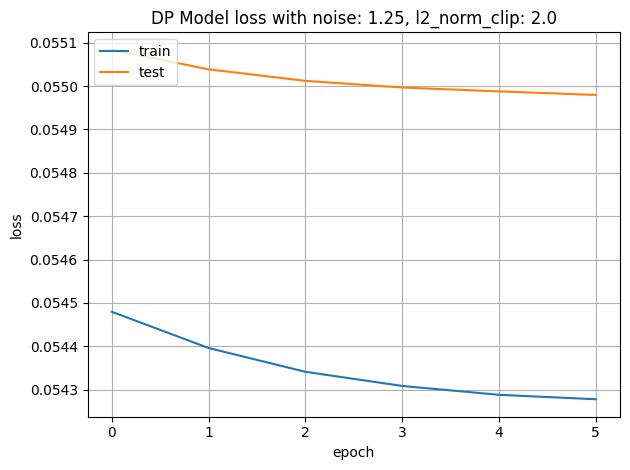 DP Model loss with noise: 1.25, l2_norm_clip: 2.0
train
test
0.0551
0.0550
0.0549
0.0548
0.0547
0.0546
0.0545
0.0544
0.0543
loss
0 1 2 3 4 5
epoch